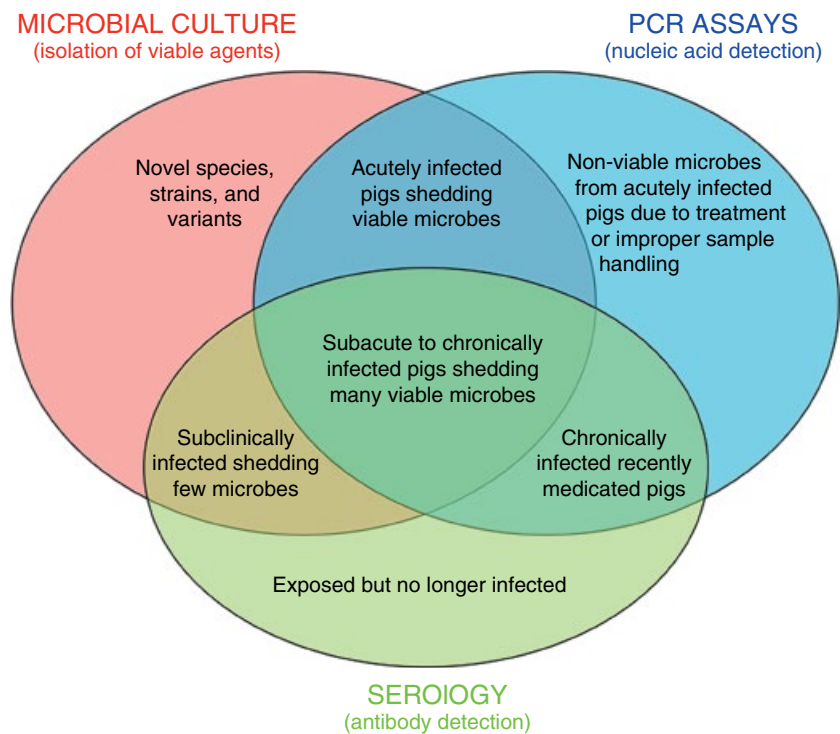 MICROBIAL CULTURE
(isolation of viable agents)
PCR ASSAYS
(nucleic acid detection)
Novel species,
strains, and
variants
Acutely infected
pigs shedding
viable microbes
Non-viable microbes
from acutely infected
pigs due to treatment
or improper sample
handling
Subacute to chronically
infected pigs shedding
many viable microbes
Subclinically
infected shedding
few microbes
Chronically
infected recently
medicated pigs
Exposed but no longer infected
SEROlOGY
(antibody detection)